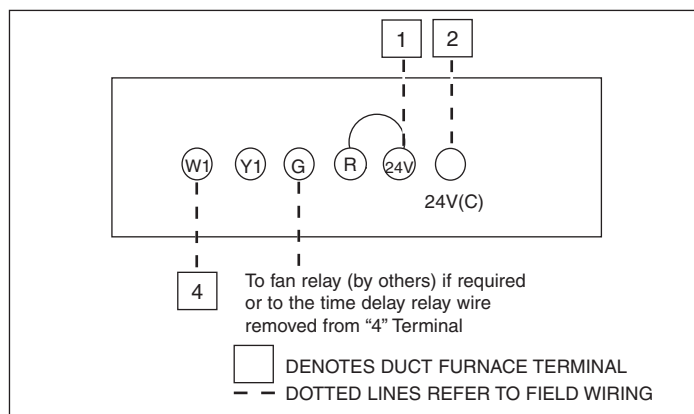 1 2
W1 Y1 G R 24V
24V(C)
4
To fan relay (by others) if required
or to the time delay relay wire
removed from “4” Terminal
DENOTES DUCT FURNACE TERMINAL
DOTTED LINES REFER TO FIELD WIRING